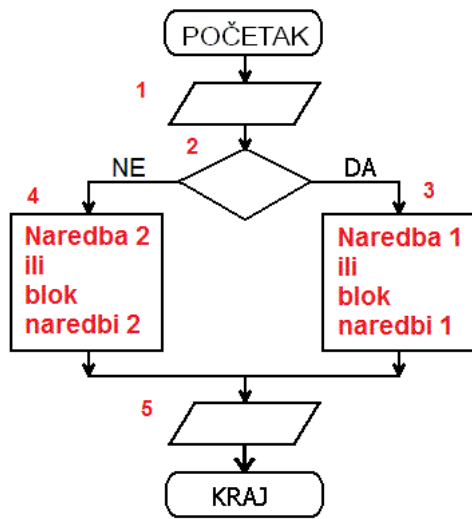 POČETAK
1
2
NE
DA
4
3
Naredba 2
ili
blok
naredbi 2
Naredba 1
ili
blok
naredbi 1
5
KRAJ